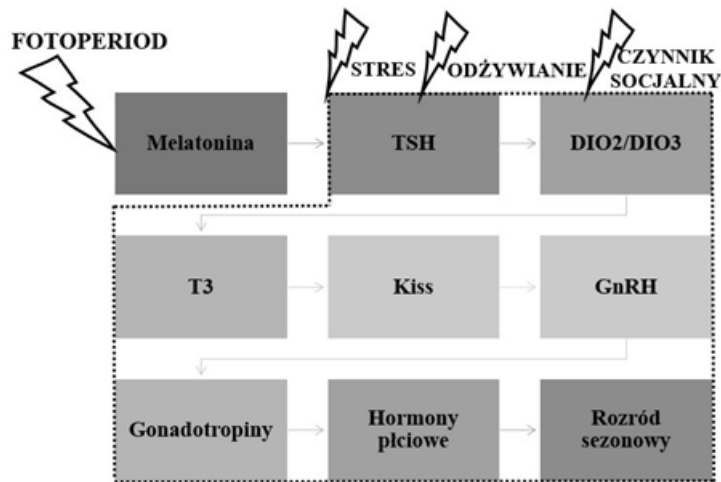 FOTOPERIOD
STRES
ODŻYWIANIE
CZYNNIK
SOCJALNY
Melatonina
TSH
DIO2/DIO3
T3
Kiss
GnRH
Gonadotropiny
Hormony
płciowe
Rozród
sezonowy